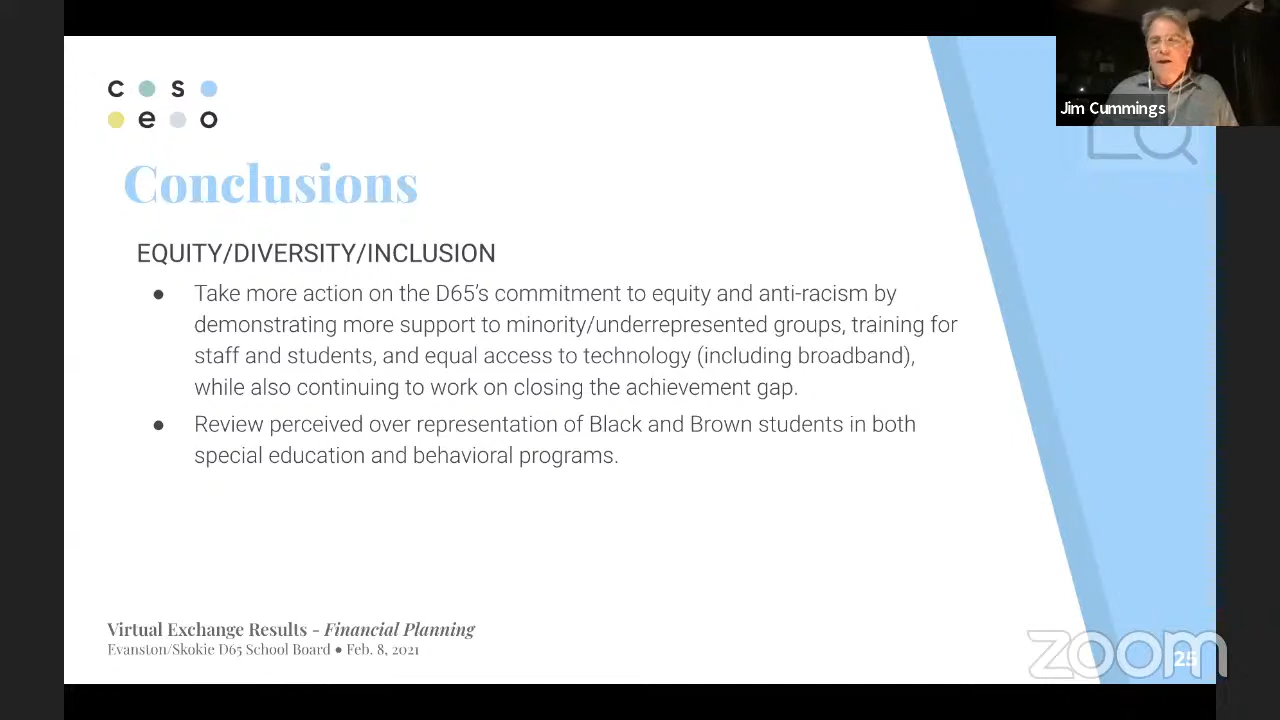 c s
e o
Jim Cummings
Conclusions
EQUITY/DIVERSITY/INCLUSION
● Take more action on the D65's commitment to equity and anti-racism by
demonstrating more support to minority/underrepresented groups, training for
staff and students, and equal access to technology (including broadband),
while also continuing to work on closing the achievement gap.
● Review perceived over representation of Black and Brown students in both
special education and behavioral programs.
Virtual Exchange Results - Financial Planning
Evanston/Skokie D65 School Board ● Feb. 8, 2021
zoom
25